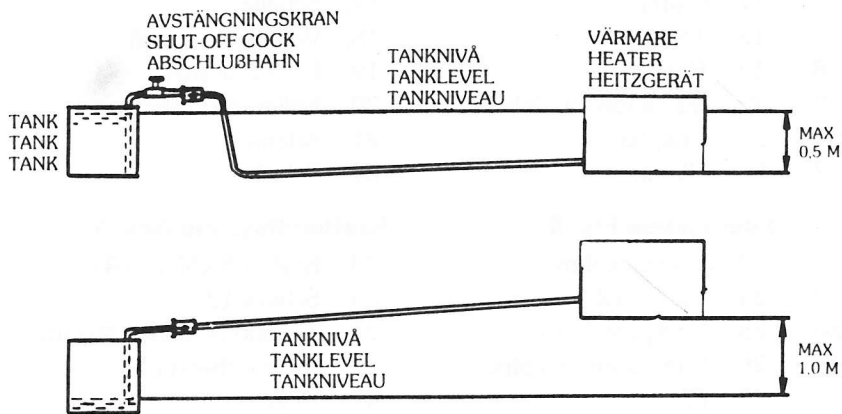 AVSTÄNGNINGSKRAN
SHUT-OFF COCK
ABSCHLUßHAHN
TANKNIVÅ
TANKLEVEL
TANKNIVEAU
VÄRMARE
HEATER
HEITZGERÄT
TANK
TANK
TANK
MAX
0,5 M
TANKNIVÅ
TANKLEVEL
TANKNIVEAU
MAX
1,0 M